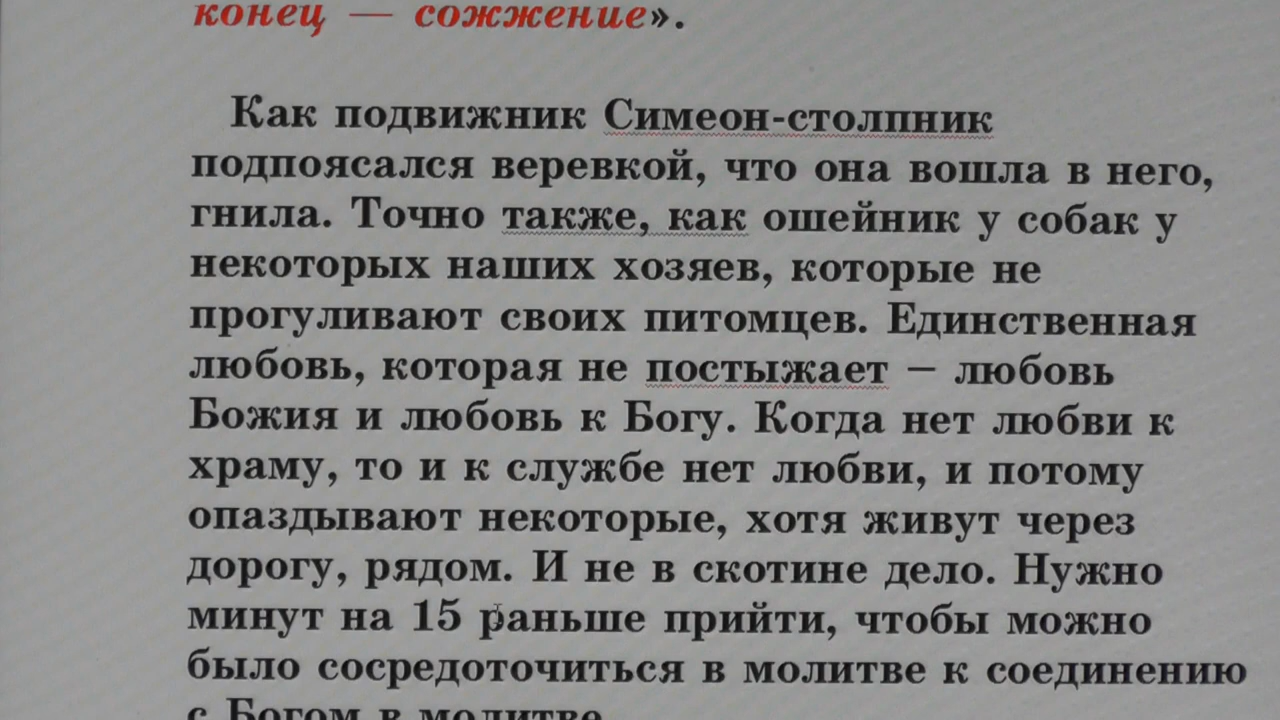 конец — сожжение».
Как подвижник Симеон-столпник
подпоясался веревкой, что она вошла в него,
гнила. Точно также, как ошейник у собак у
некоторых наших хозяев, которые не
прогуливают своих питомцев. Единственная
любовь, которая не постыжает – любовь
Божия и любовь к Богу. Когда нет любви к
храму, то и к службе нет любви, и потому
опаздывают некоторые, хотя живут через
дорогу, рядом. И не в скотине дело. Нужно
минут на 15 раньше прийти, чтобы можно
было сосредоточиться в молитве к соединению
с Богом в молитве